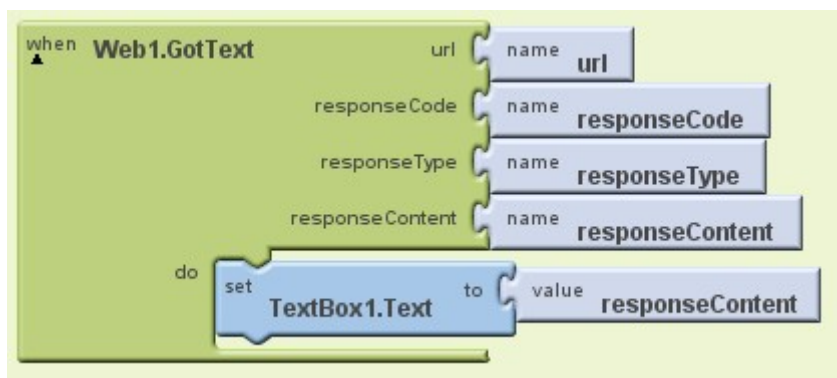 when Web1.GotText url name url
responseCode name responseCode
responseType name responseType
responseContent name responseContent
do set TextBox1.Text to value responseContent